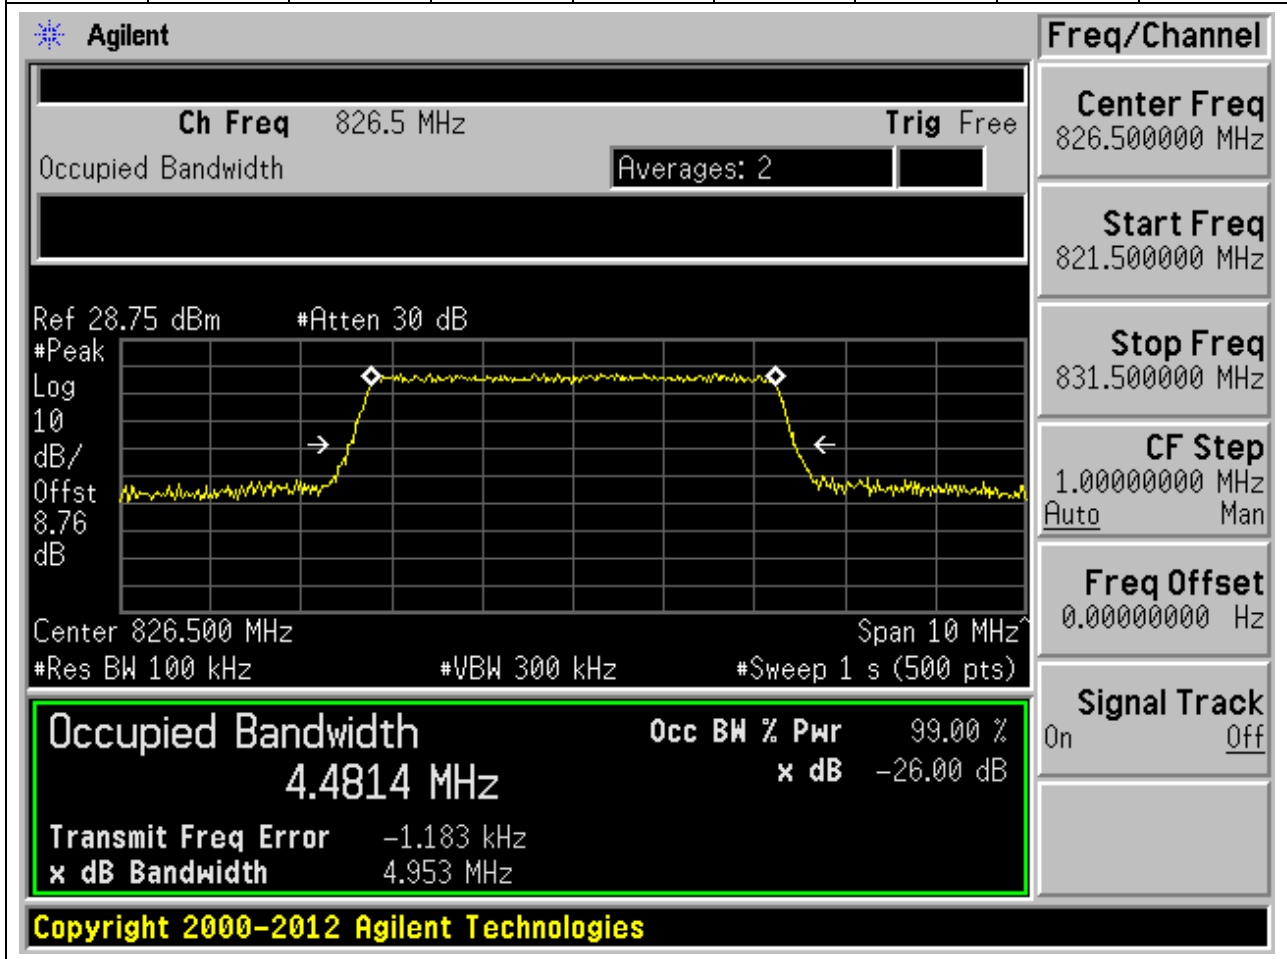 Agilent
Freq/Channel
Ch Freq 826.5 MHz Trig Free
Occupied Bandwidth Averages: 2
Center Freq
826.500000 MHz
Start Freq
821.500000 MHz
Stop Freq
831.500000 MHz
CF Step
1.00000000 MHz
Auto Man
Freq Offset
0.00000000 Hz
Signal Track
On Off
Ref 28.75 dBm #Atten 30 dB
#Peak
Log
10
dB/
Offst
8.76
dB
Center 826.500 MHz Span 10 MHz^
#Res BW 100 kHz #VBW 300 kHz #Sweep 1 s (500 pts)
Occupied Bandwidth Occ BW % Pwr 99.00 %
4.4814 MHz x dB -26.00 dB
Transmit Freq Error -1.183 kHz
x dB Bandwidth 4.953 MHz
Copyright 2000-2012 Agilent Technologies